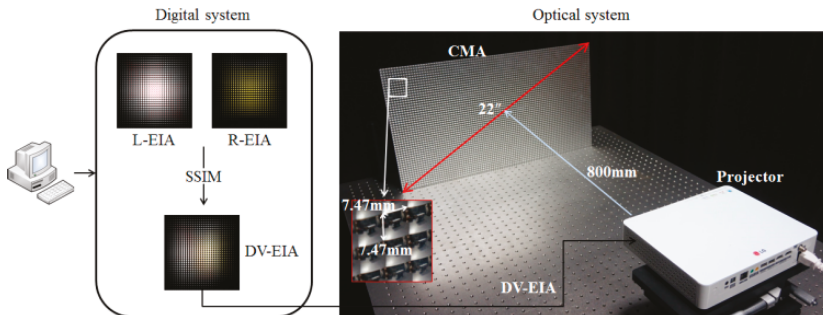 Digital system
Optical system
L-EIA
R-EIA
SSIM
DV-EIA
CMA
22"
800mm
Projector
7.47mm
7.47mm
DV-EIA
LG